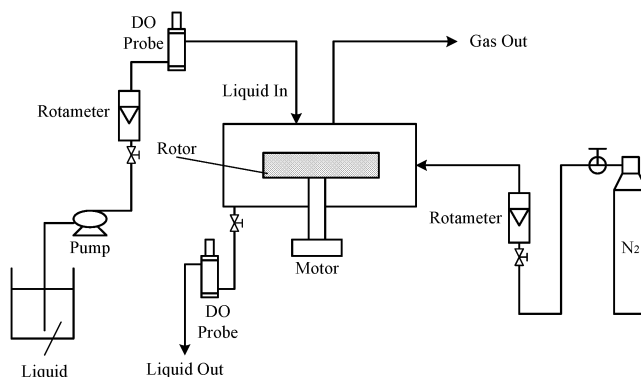 DO
Probe
Gas Out
Liquid In
Rotameter
Rotor
Rotameter
Pump
N2
Motor
DO
Probe
Liquid
Liquid Out